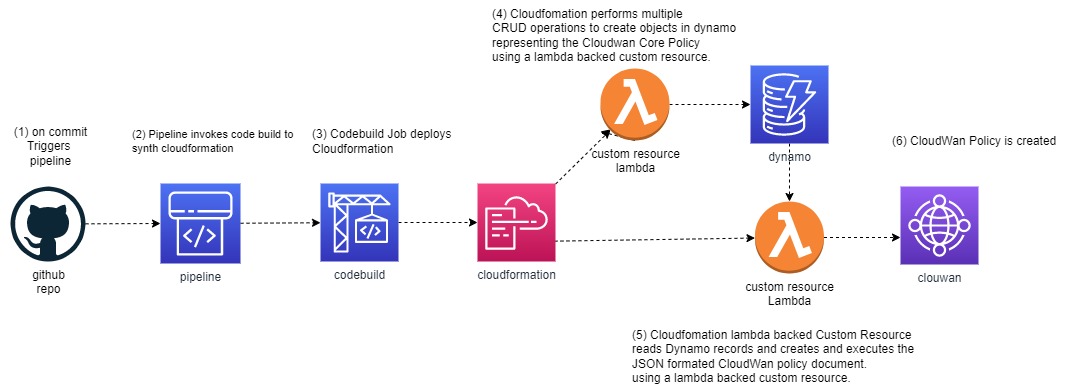 (4) Cloudfomation performs multiple
CRUD operations to create objects in dynamo
representing the Cloudwan Core Policy
using a lambda backed custom resource.
(1) on commit
Triggers
pipeline
(2) Pipeline invokes code build to
synth cloudformation
(3) Codebuild Job deploys
Cloudformation
custom resource
lambda
dynamo
(6) CloudWan Policy is created
github
repo
pipeline
codebuild
cloudformation
custom resource
Lambda
clouwan
(5) Cloudfomation lambda backed Custom Resource
reads Dynamo records and creates and executes the
JSON formated CloudWan policy document.
using a lambda backed custom resource.